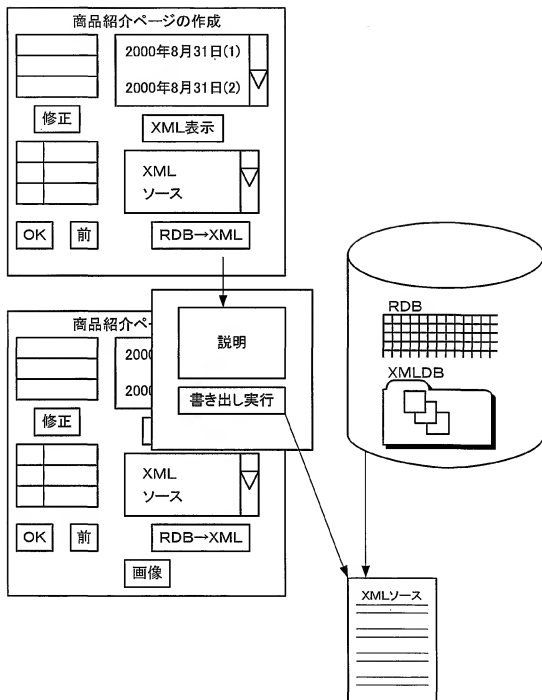 商品紹介ページの作成
2000年8月31日(1)
2000年8月31日(2)
修正
XML表示
XML
ソース
OK
前
RDB→XML
商品紹介ペー
2000
2000
説明
書き出し実行
修正
XML
ソース
OK
前
RDB→XML
画像
RDB
XMLDB
XMLソース